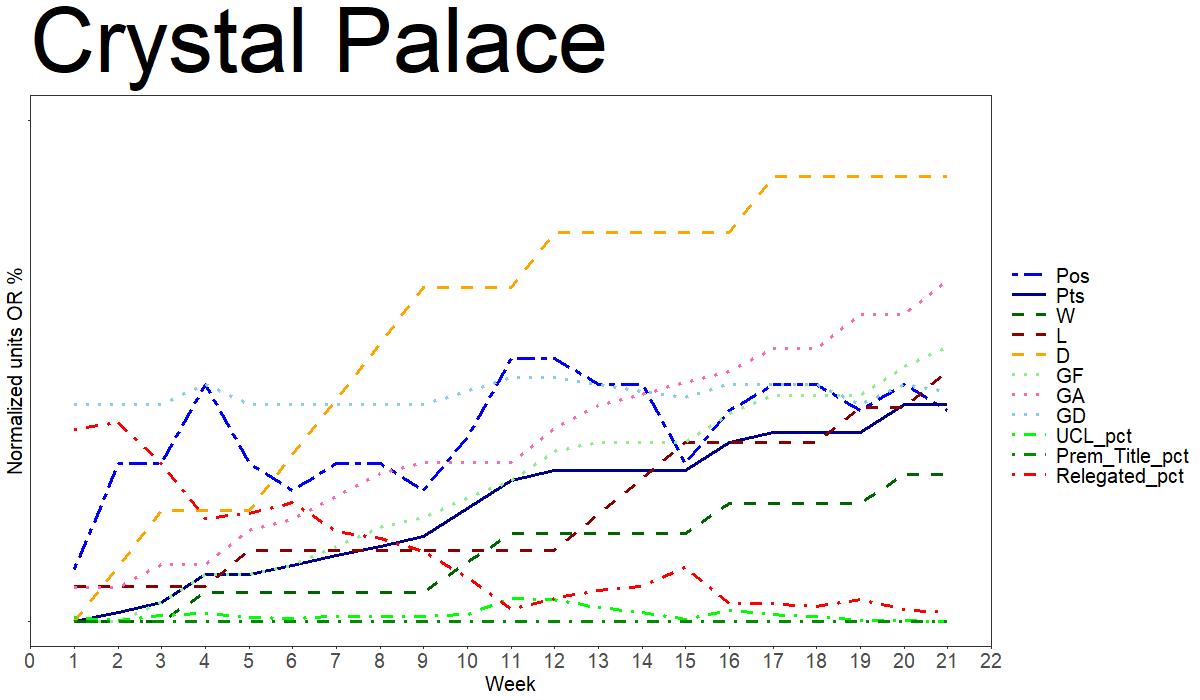 Crystal Palace
Normalized units OR %
0 1 2 3 4 5 6 7 8 9 10 11 12 13 14 15 16 17 18 19 20 21 22
Week
Pos
Pts
W
L
D
GF
GA
GD
UCL_pct
Prem_Title_pct
Relegated_pct